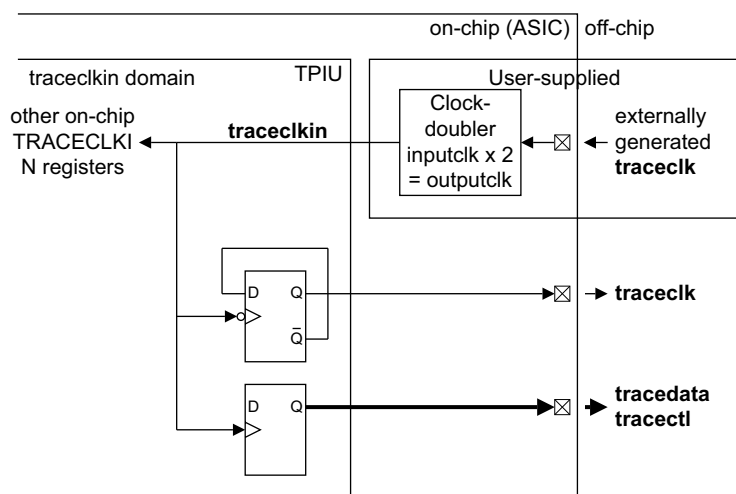 on-chip (ASIC) off-chip
traceclkin domain TPIU User-supplied
other on-chip
TRACECLKI
N registers
traceclkin
Clock-
doubler
inputclk x 2
= outputclk
externally
generated
traceclk
D Q
Q̅
traceclk
D Q
tracedata
tracectl